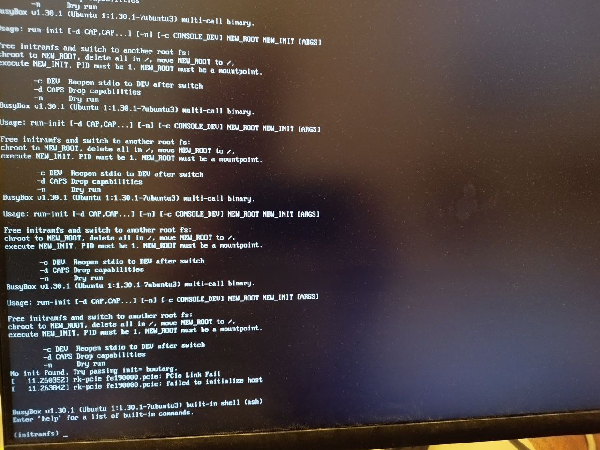 -n Dry run
BusyBox v1.30.1 (Ubuntu 1:1.30.1-7ubuntu3) multi-call binary.
Usage: run-init [-d CAP,CAP...] [-n] [-c CONSOLE_DEV] NEW_ROOT NEW_INIT [ARGS]
Free initramfs and switch to another root fs:
chroot to NEW_ROOT, delete all in /, move NEW_ROOT to /,
execute NEW_INIT. PID must be 1. NEW_ROOT must be a mountpoint.
-c DEV Reopen stdio to DEV after switch
-d CAPS Drop capabilities
-n Dry run
BusyBox v1.30.1 (Ubuntu 1:1.30.1-7ubuntu3) multi-call binary.
Usage: run-init [-d CAP,CAP...] [-n] [-c CONSOLE_DEV] NEW_ROOT NEW_INIT [ARGS]
Free initramfs and switch to another root fs:
chroot to NEW_ROOT, delete all in /, move NEW_ROOT to /,
execute NEW_INIT. PID must be 1. NEW_ROOT must be a mountpoint.
-c DEV Reopen stdio to DEV after switch
-d CAPS Drop capabilities
-n Dry run
BusyBox v1.30.1 (Ubuntu 1:1.30.1-7ubuntu3) multi-call binary.
Usage: run-init [-d CAP,CAP...] [-n] [-c CONSOLE_DEV] NEW_ROOT NEW_INIT [ARGS]
Free initramfs and switch to another root fs:
chroot to NEW_ROOT, delete all in /, move NEW_ROOT to /,
execute NEW_INIT. PID must be 1. NEW_ROOT must be a mountpoint.
-c DEV Reopen stdio to DEV after switch
-d CAPS Drop capabilities
-n Dry run
BusyBox v1.30.1 (Ubuntu 1:1.30.1-7ubuntu3) multi-call binary.
Usage: run-init [-d CAP,CAP...] [-n] [-c CONSOLE_DEV] NEW_ROOT NEW_INIT [ARGS]
Free initramfs and switch to another root fs:
chroot to NEW_ROOT, delete all in /, move NEW_ROOT to /,
execute NEW_INIT. PID must be 1. NEW_ROOT must be a mountpoint.
-c DEV Reopen stdio to DEV after switch
-d CAPS Drop capabilities
-n Dry run
No init found. Try passing init= bootarg.
[ 11.250352] rk-pcie fe190000.pcie: PCIe Link Fail
[ 11.263042] rk-pcie fe190000.pcie: failed to initialize host
BusyBox v1.30.1 (Ubuntu 1:1.30.1-7ubuntu3) built-in shell (ash)
Enter 'help' for a list of built-in commands.
(initramfs) _